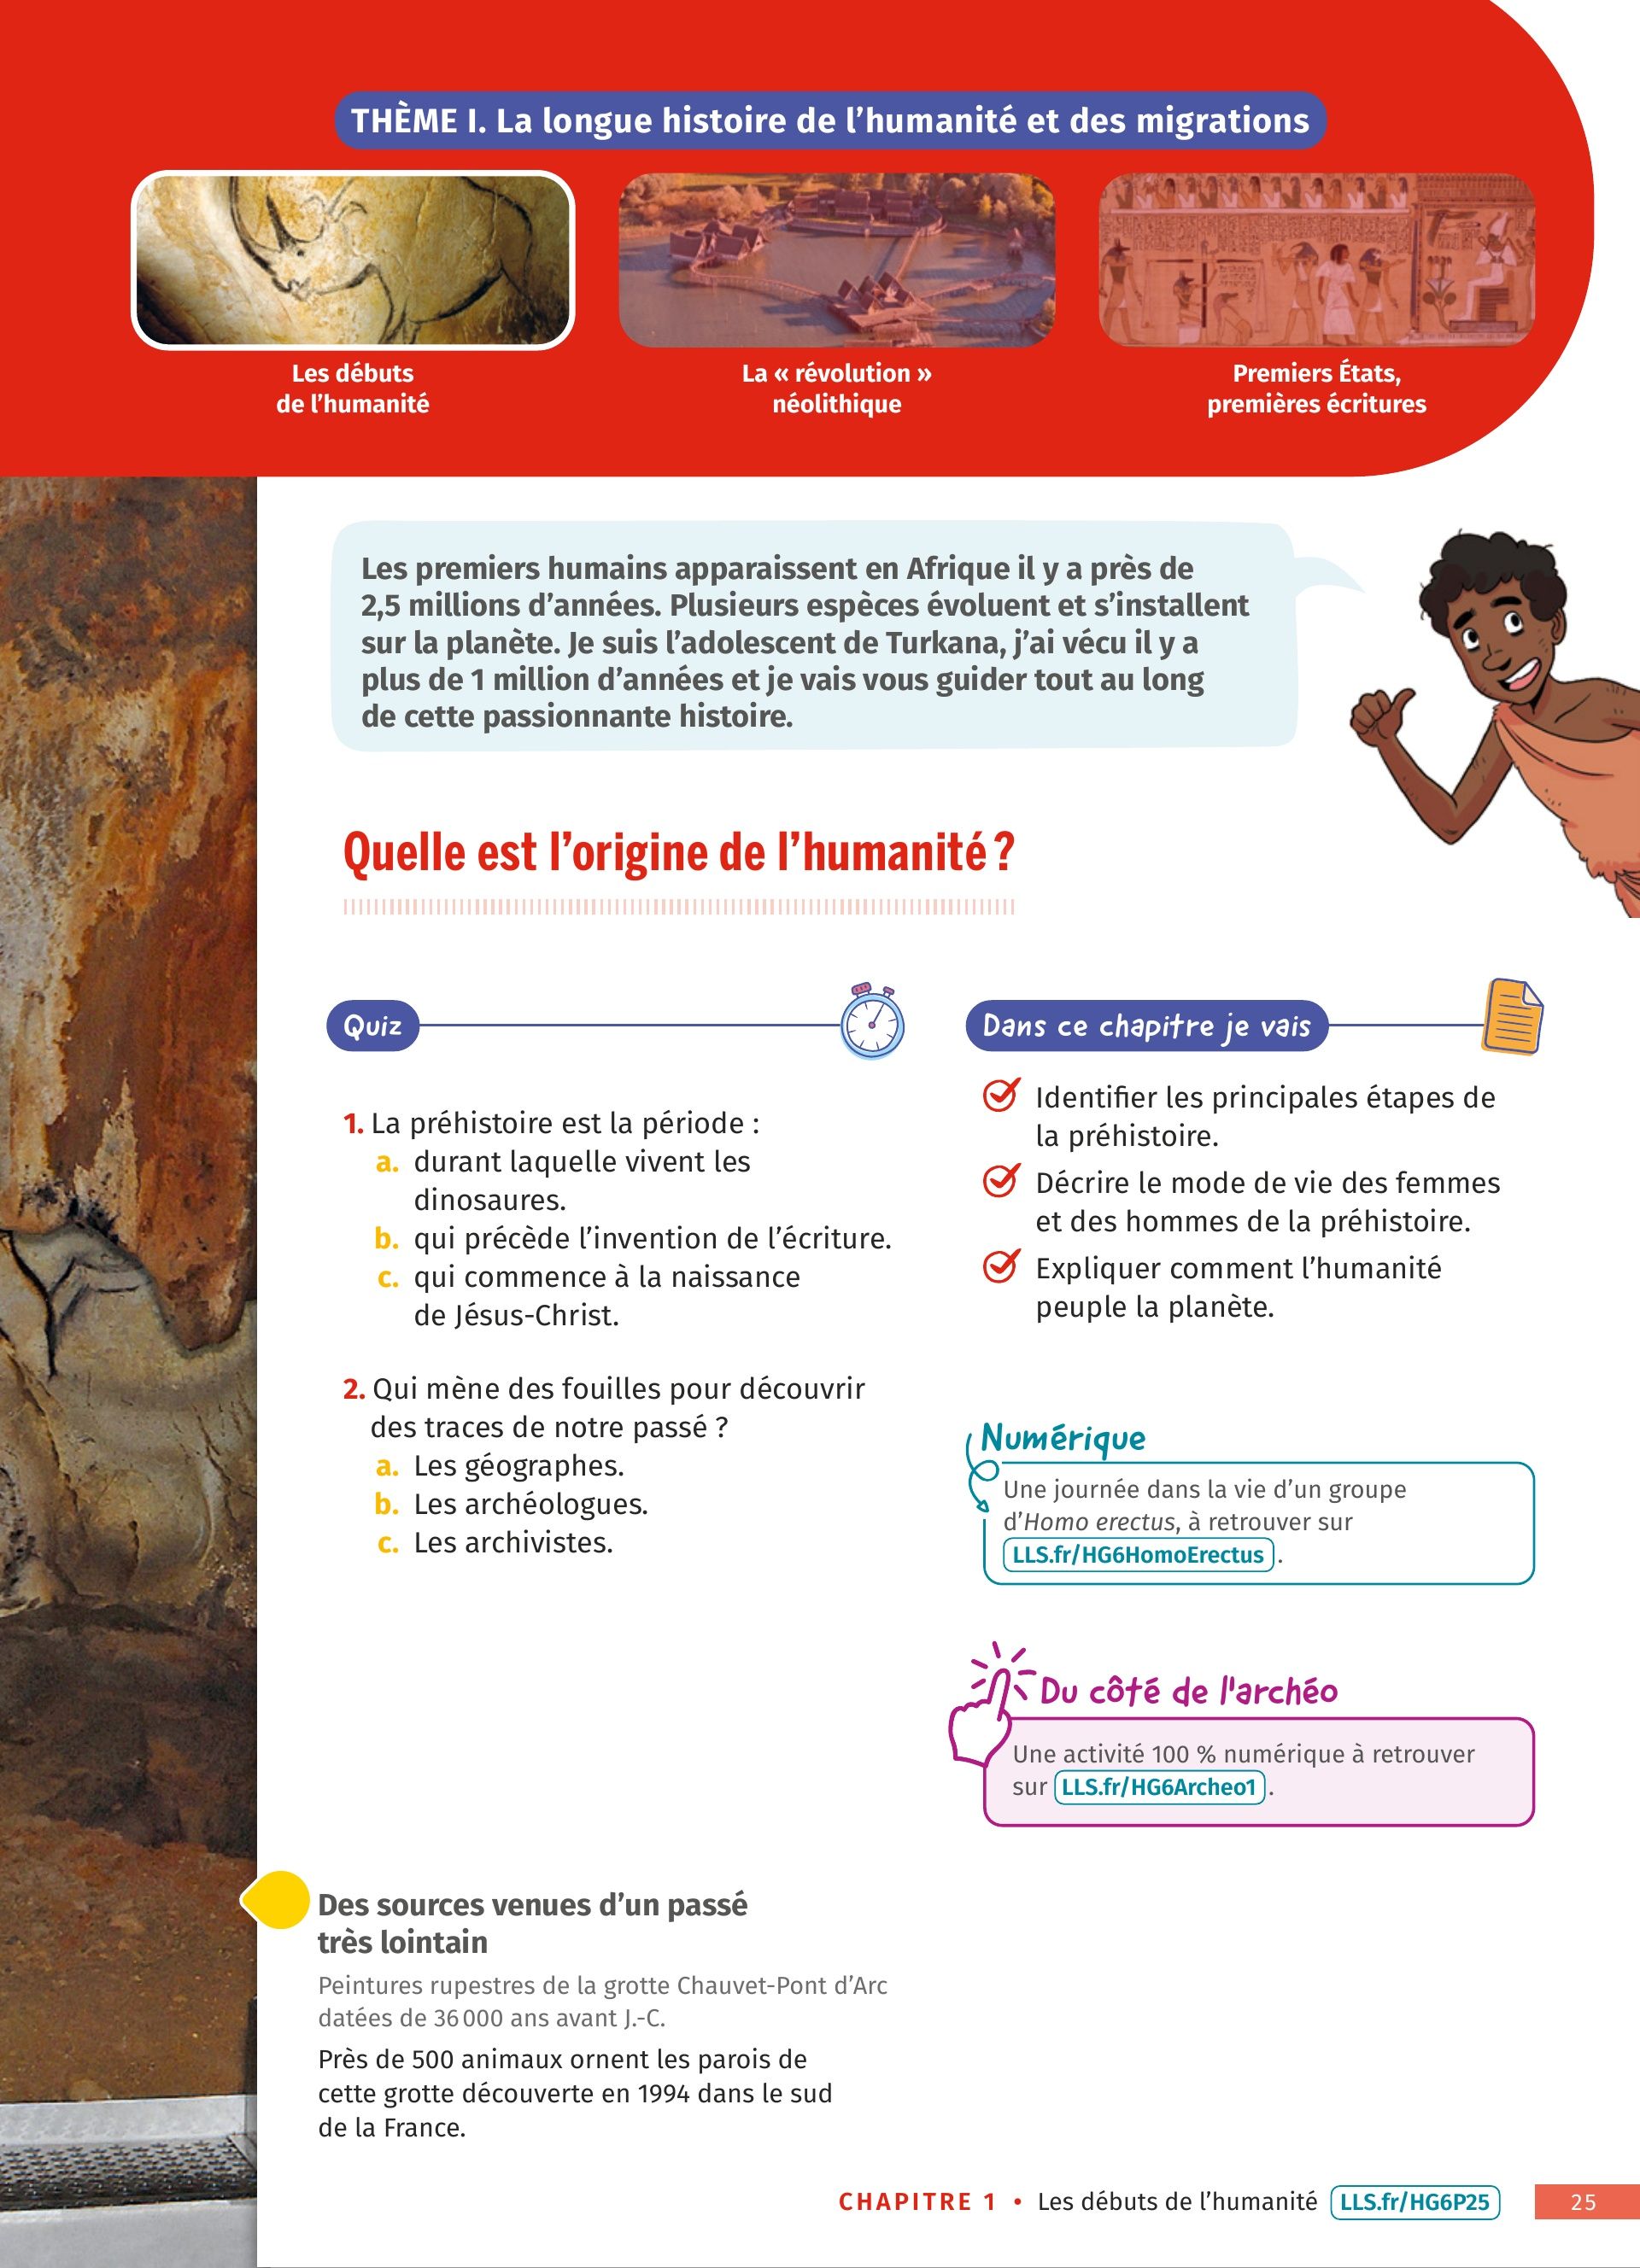 THÈME I. La longue histoire de l’humanité et des migrations
Les débuts
de l’humanité
La « révolution »
néolithique
Premiers États,
premières écritures
Les premiers humains apparaissent en Afrique il y a près de
2,5 millions d’années. Plusieurs espèces évoluent et s’installent
sur la planète. Je suis l’adolescent de Turkana, j’ai vécu il y a
plus de 1 million d’années et je vais vous guider tout au long
de cette passionnante histoire.
Quelle est l’origine de l’humanité ?
Quiz
1. La préhistoire est la période :
a. durant laquelle vivent les
dinosaures.
b. qui précède l’invention de l’écriture.
c. qui commence à la naissance
de Jésus-Christ.
2. Qui mène des fouilles pour découvrir
des traces de notre passé ?
a. Les géographes.
b. Les archéologues.
c. Les archivistes.
Dans ce chapitre je vais
Identifier les principales étapes de
la préhistoire.
Décrire le mode de vie des femmes
et des hommes de la préhistoire.
Expliquer comment l’humanité
peuple la planète.
Numérique
Une journée dans la vie d’un groupe
d’Homo erectus, à retrouver sur
LLS.fr/HG6HomoErectus .
Du côté de l'archéo
Une activité 100 % numérique à retrouver
sur LLS.fr/HG6Archeo1 .
Des sources venues d’un passé
très lointain
Peintures rupestres de la grotte Chauvet-Pont d’Arc
datées de 36 000 ans avant J.-C.
Près de 500 animaux ornent les parois de
cette grotte découverte en 1994 dans le sud
de la France.
CHAPITRE 1 • Les débuts de l’humanité LLS.fr/HG6P25 25